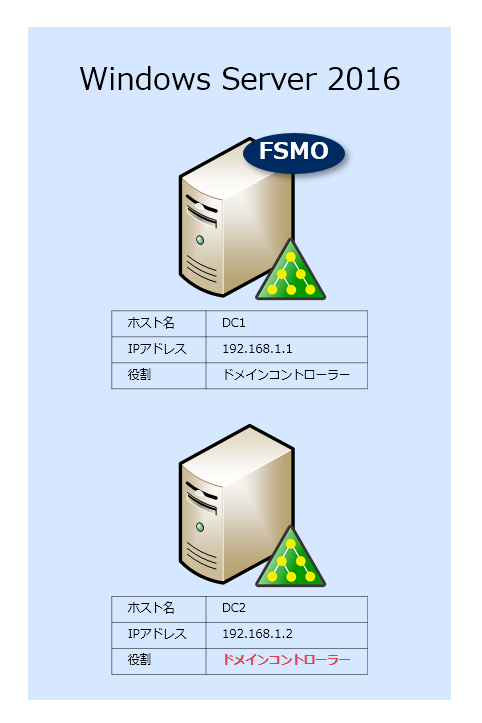 Windows Server 2016
FSMO
ホスト名 DC1
IPアドレス 192.168.1.1
役割 ドメインコントローラー
ホスト名 DC2
IPアドレス 192.168.1.2
役割 ドメインコントローラー